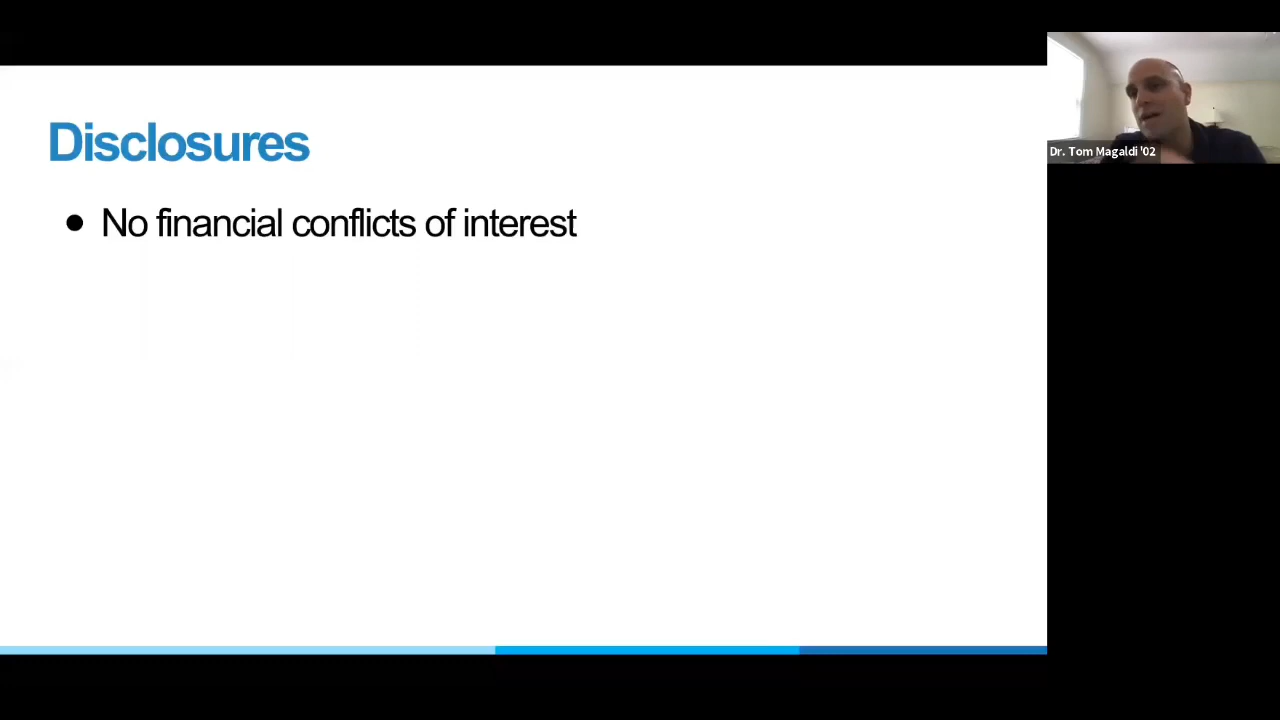 Disclosures
● No financial conflicts of interest
Dr. Tom Magaldi '02